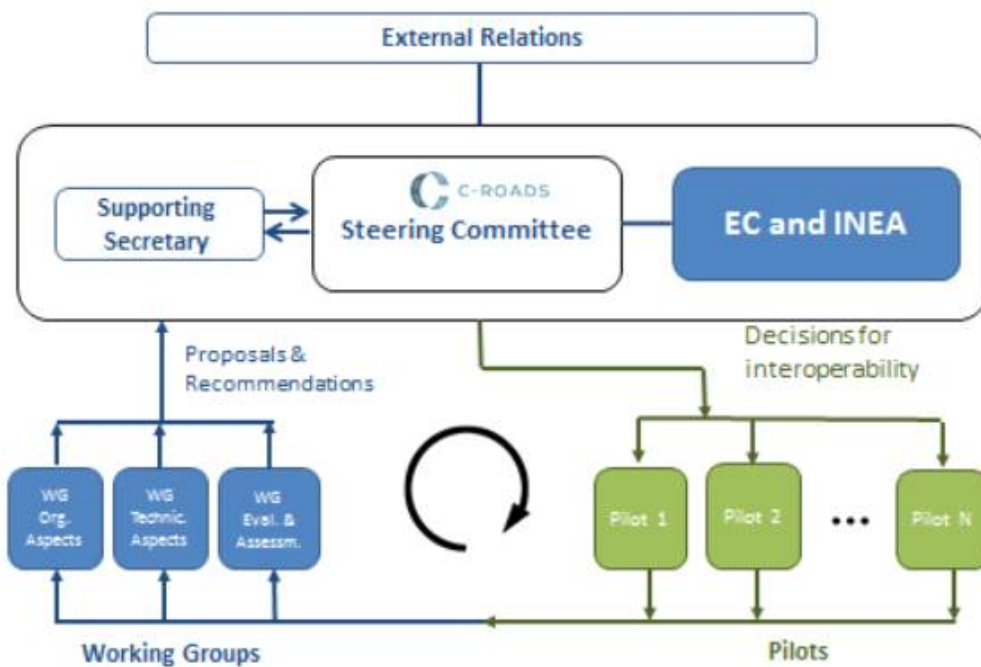 External Relations
Supporting
Secretary
C-ROADS
Steering Committee
EC and INEA
Proposals &
Recommendations
Decisions for
interoperability
WG
Org.
Aspects
WG
Technic.
Aspects
WG
Eval. &
Assessm.
Pilot 1
Pilot 2
...
Pilot N
Working Groups
Pilots